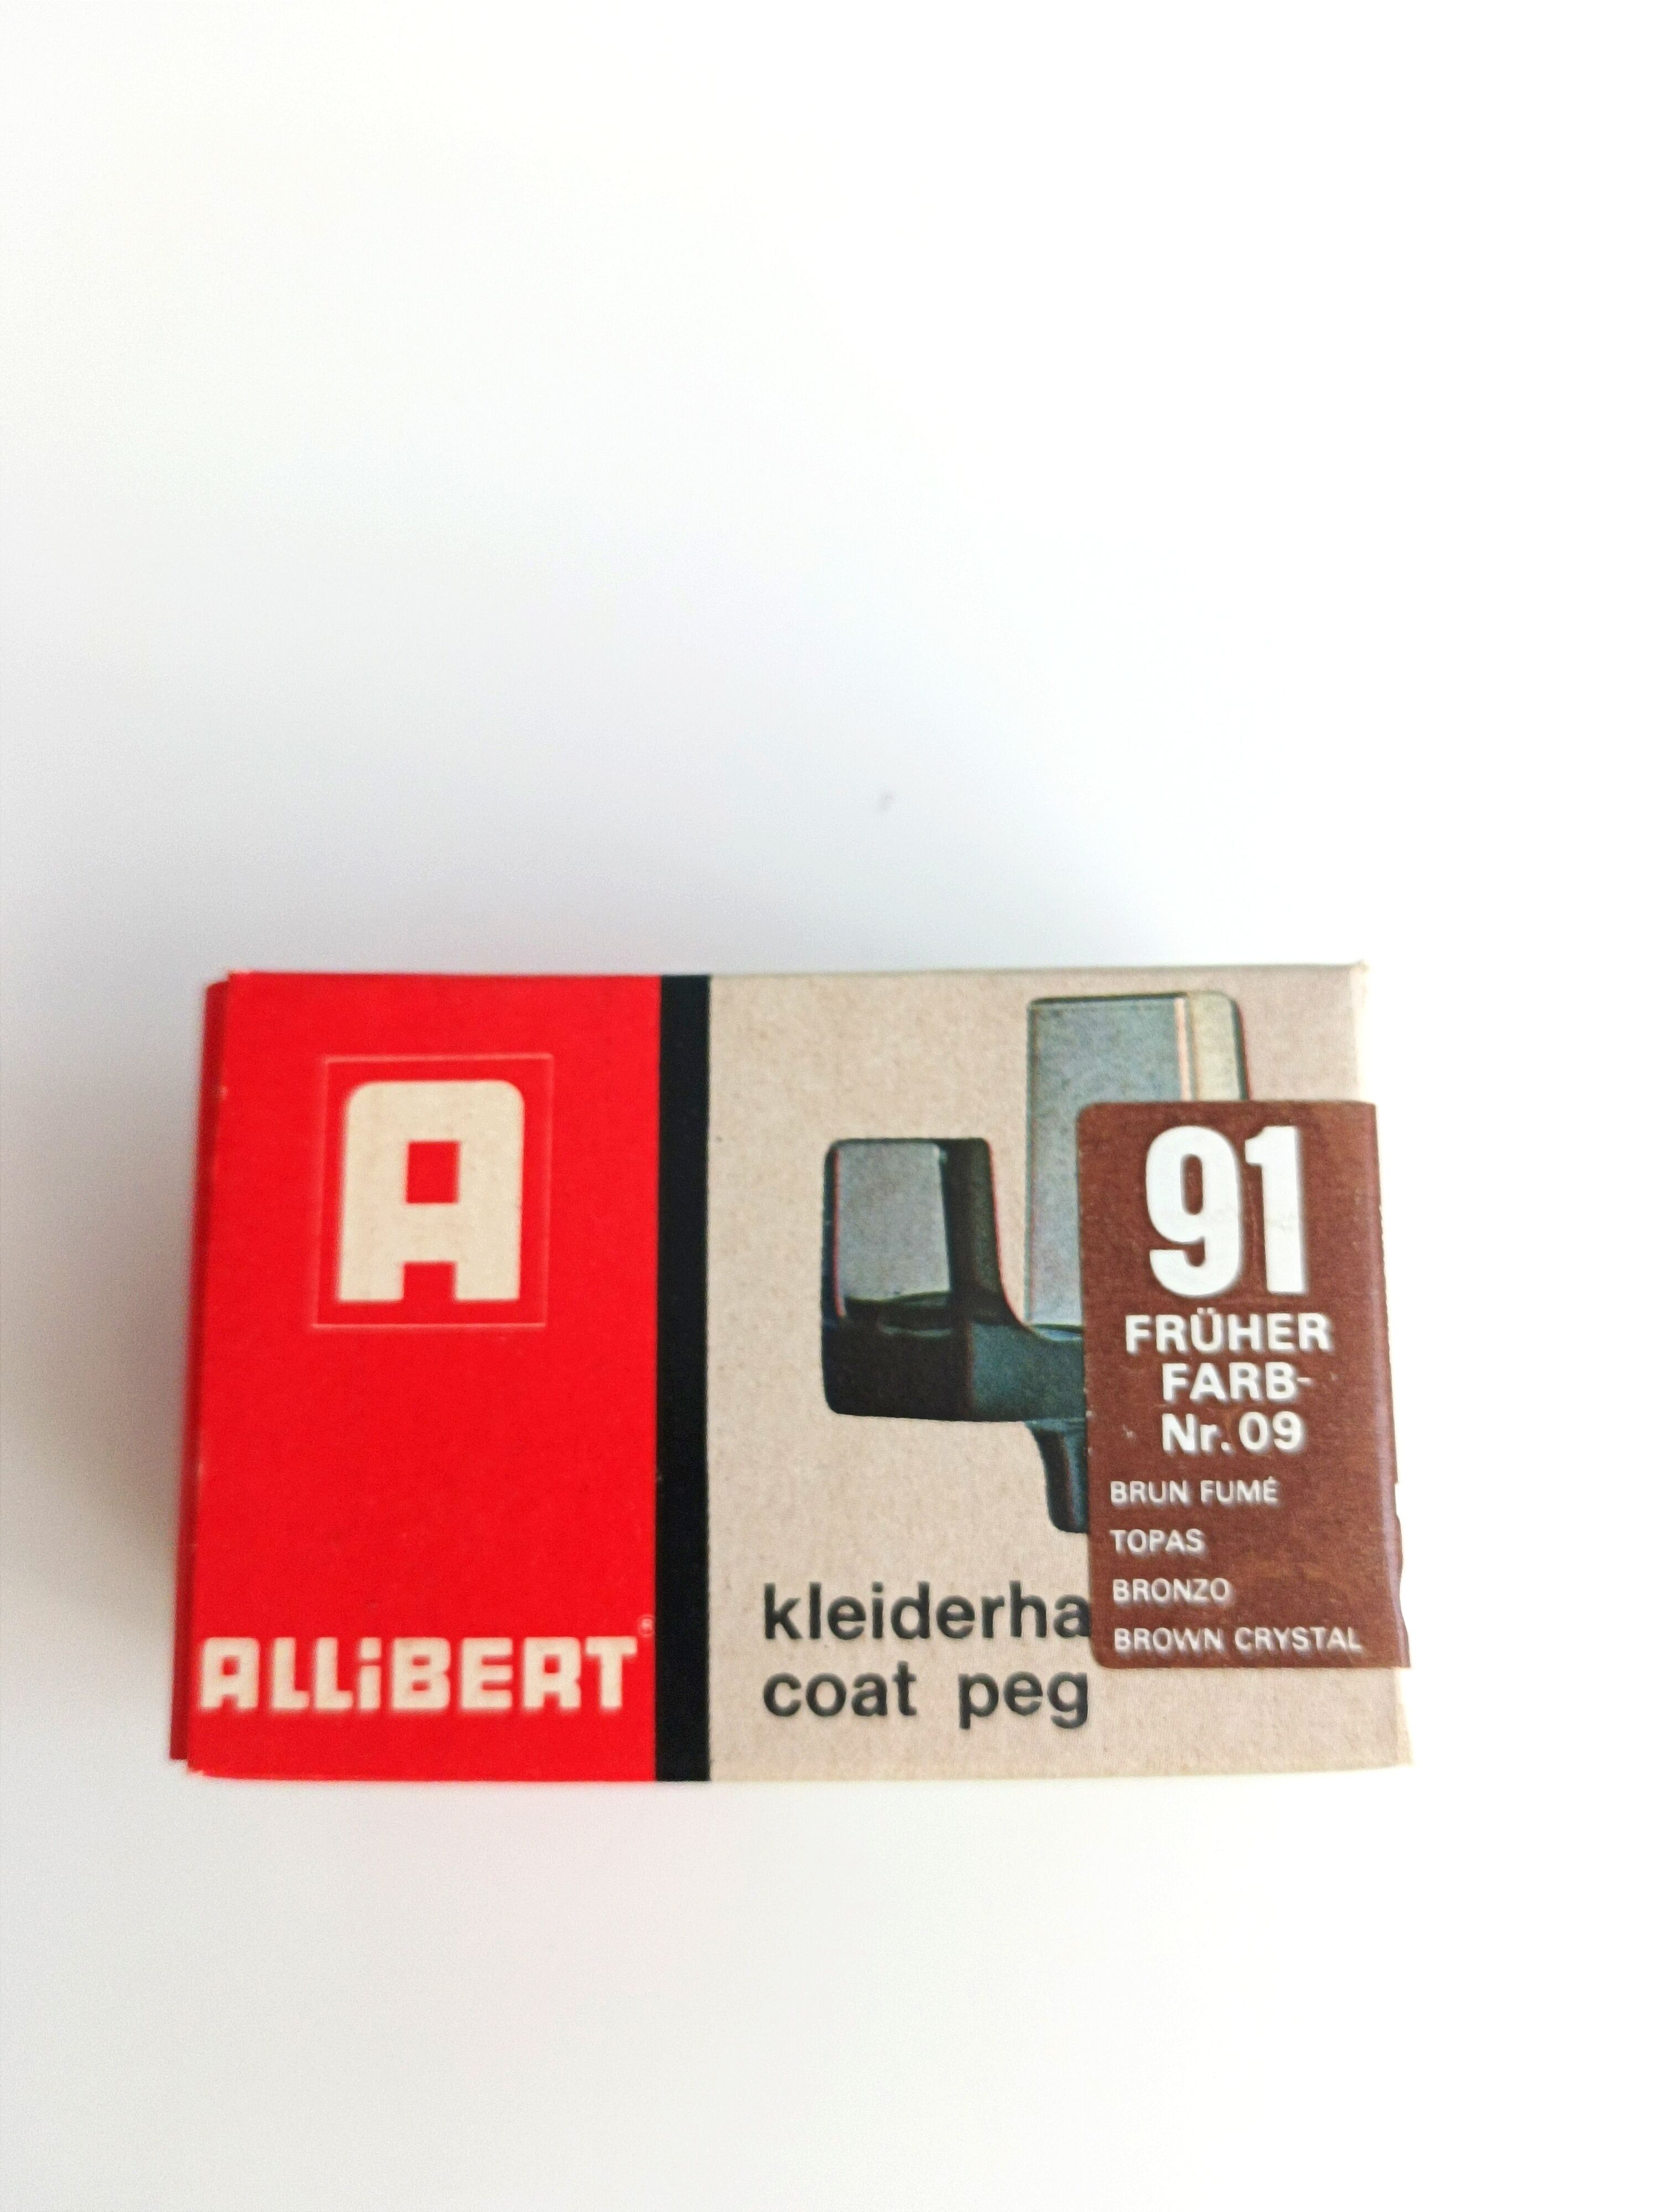 A
ALLiBERT®
kleiderha
coat peg
91
FRÜHER
FARB-
Nr. 09
BRUN FUMÉ
TOPAS
BRONZO
BROWN CRYSTAL